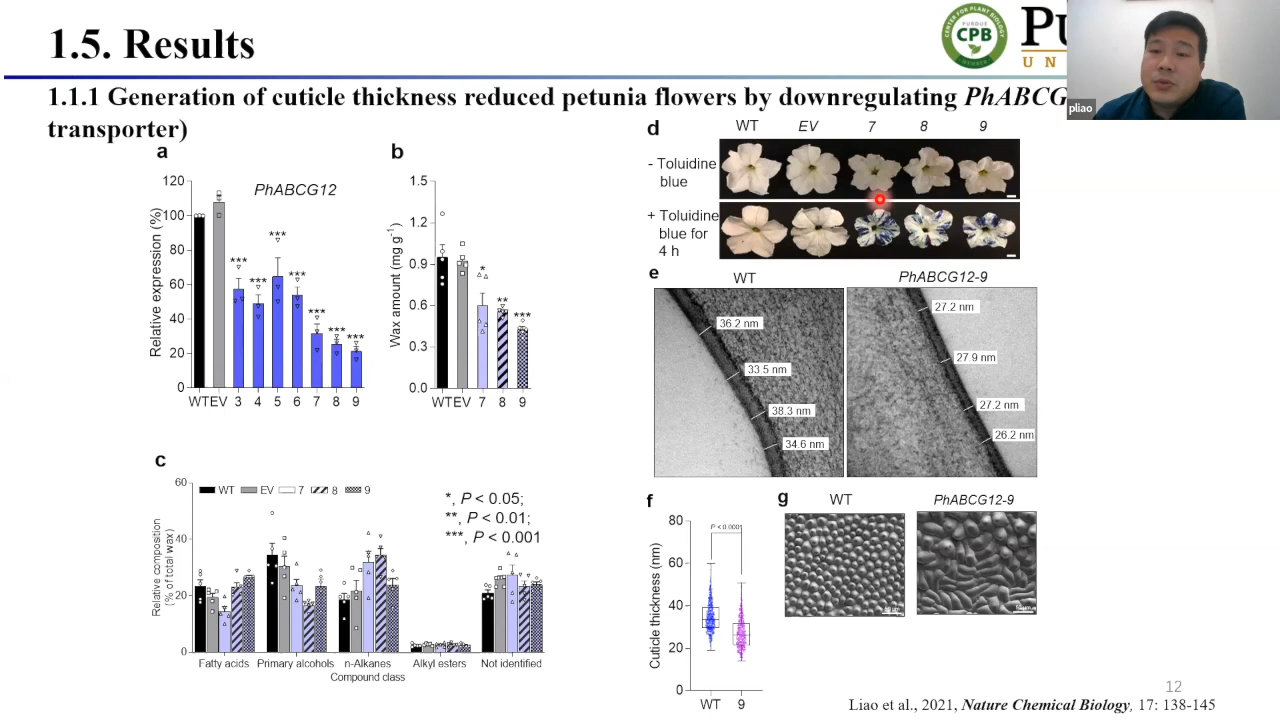 1.5. Results
CENTER FOR PLANT BIOLOGY
PURDUE
CPB
pliao
1.1.1 Generation of cuticle thickness reduced petunia flowers by downregulating PhABCG
transporter)
a
PhABCG12
Relative expression (%)
120
100
80
60
40
20
0
***
***
***
***
***
***
***
WT EV 3 4 5 6 7 8 9
b
Wax amount (mg g-1)
1.5
1.2
0.9
0.6
0.3
0.0
*
**
***
WT EV 7 8 9
c
Relative composition
(% of total wax)
60
40
20
0
WT EV 7 8 9
*, P < 0.05;
**, P < 0.01;
***, P < 0.001
Fatty acids Primary alcohols n-Alkanes Alkyl esters Not identified
Compound class
d
WT EV 7 8 9
- Toluidine
blue
+ Toluidine
blue for
4 h
e
WT PhABCG12-9
36.2 nm
33.5 nm
38.3 nm
34.6 nm
27.2 nm
27.9 nm
27.2 nm
26.2 nm
f
Cuticle thickness (nm)
80
60
40
20
0
P < 0.0001
WT 9
g
WT PhABCG12-9
12
Liao et al., 2021, Nature Chemical Biology, 17: 138-145